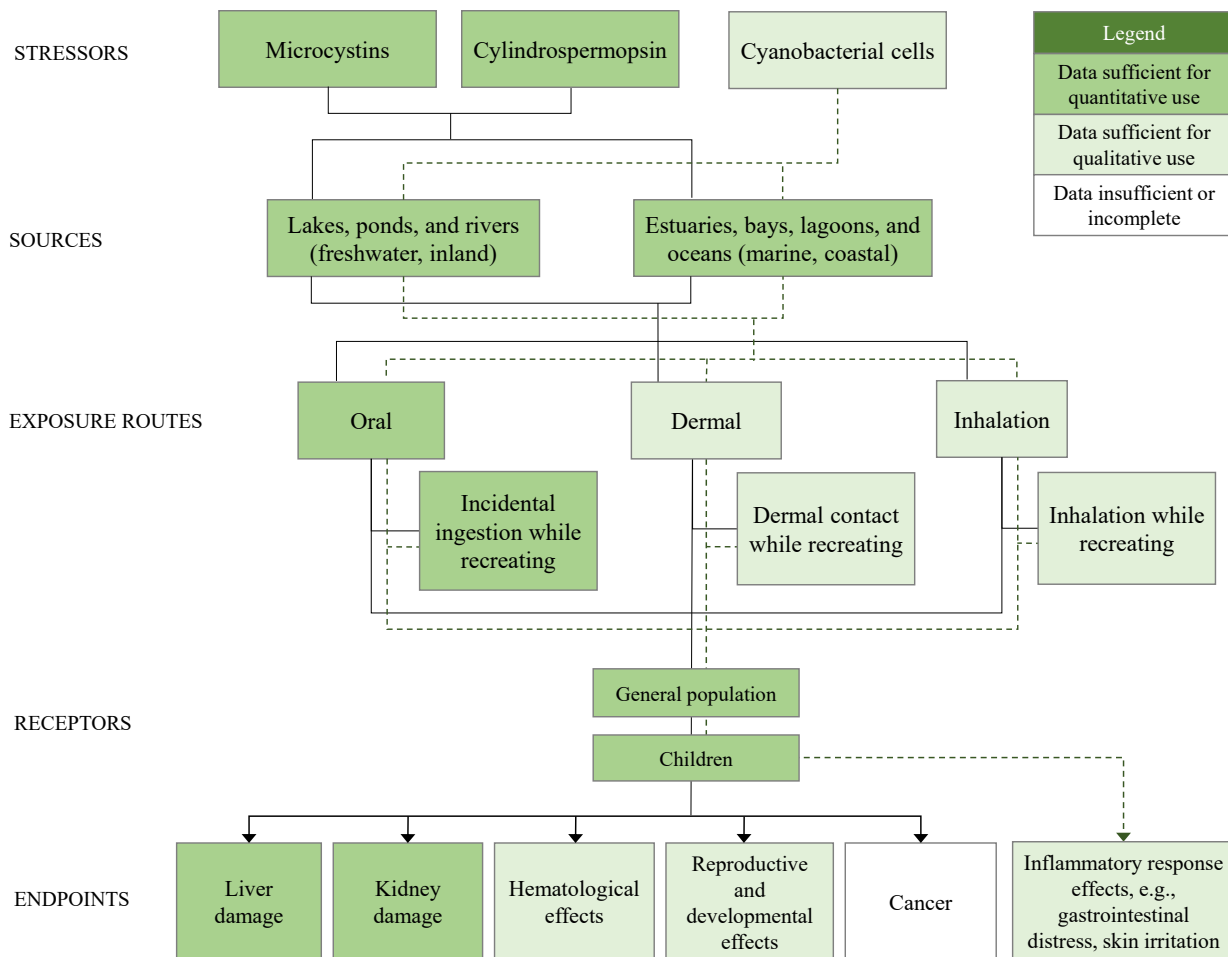 STRESSORS
Microcystins
Cylindrospermopsin
Cyanobacterial cells
Legend
Data sufficient for
quantitative use
Data sufficient for
qualitative use
Data insufficient or
incomplete
SOURCES
Lakes, ponds, and rivers
(freshwater, inland)
Estuaries, bays, lagoons, and
oceans (marine, coastal)
EXPOSURE ROUTES
Oral
Dermal
Inhalation
Incidental
ingestion while
recreating
Dermal contact
while recreating
Inhalation while
recreating
RECEPTORS
General population
Children
ENDPOINTS
Liver
damage
Kidney
damage
Hematological
effects
Reproductive
and
developmental
effects
Cancer
Inflammatory response
effects, e.g.,
gastrointestinal
distress, skin irritation